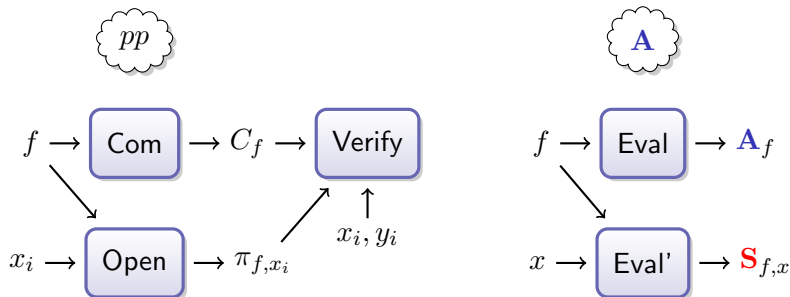 pp A
f Com C_f Verify f Eval A_f
x_i, y_i
x_i Open π_{f,x_i} x Eval' S_{f,x}